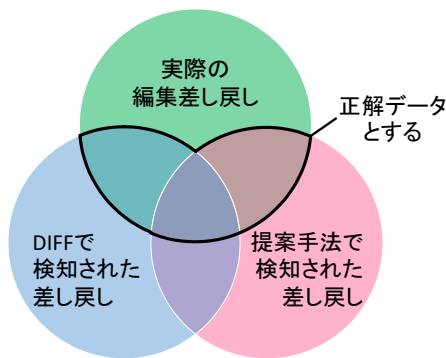 実際の
編集差し戻し
正解データ
とする
DIFFで
検知された
差し戻し
提案手法で
検知された
差し戻し